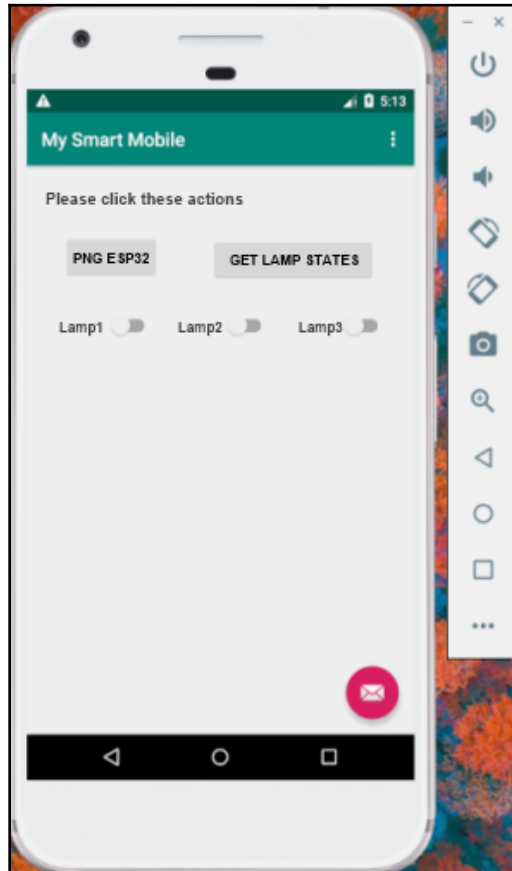 5:13
My Smart Mobile
Please click these actions
PNG ESP32 GET LAMP STATES
Lamp1 Lamp2 Lamp3